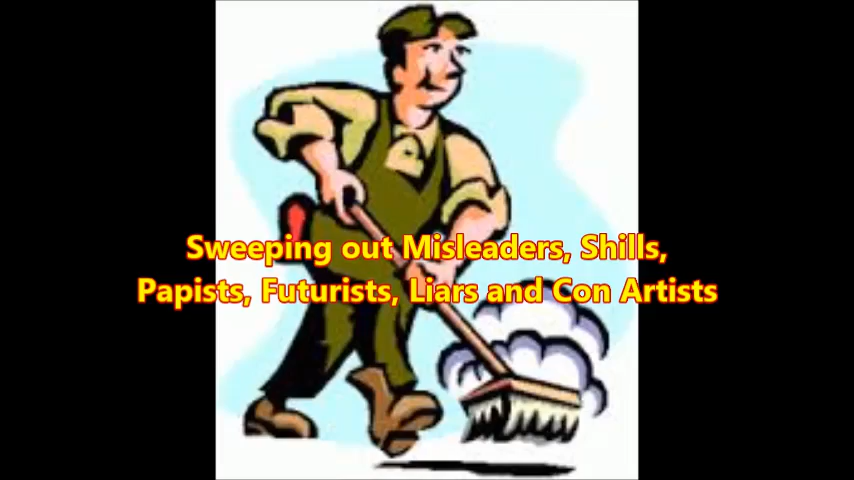 Sweeping out Misleaders, Shills,
Papists, Futurists, Liars and Con Artists